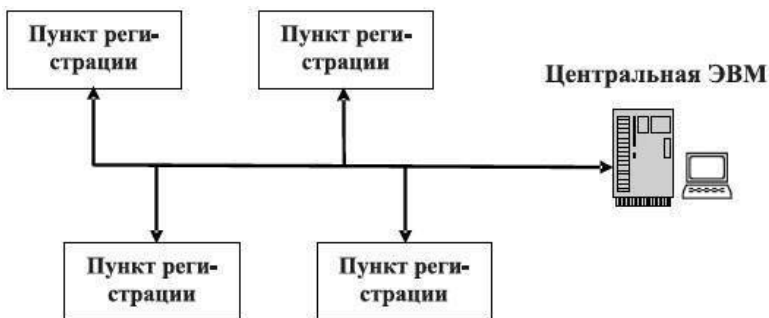 Пункт реги-
страции
Пункт реги-
страции
Центральная ЭВМ
Пункт реги-
страции
Пункт реги-
страции